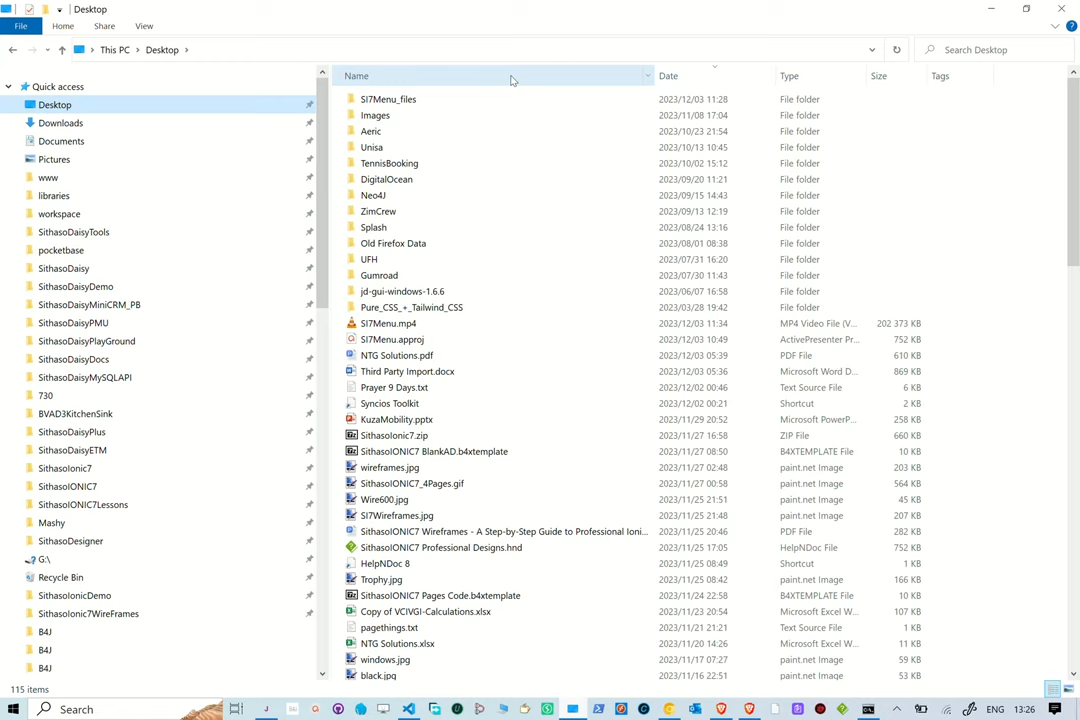 Desktop
File Home Share View
This PC Desktop
Search Desktop
Quick access
Desktop
Downloads
Documents
Pictures
www
libraries
workspace
SithasoDaisyTools
pocketbase
SithasoDaisy
SithasoDaisyDemo
SithasoDaisyMiniCRM_PB
SithasoDaisyPMU
SithasoDaisyPlayGround
SithasoDaisyDocs
SithasoDaisyMySQLAPI
730
BVAD3KitchenSink
SithasoDaisyPlus
SithasoDaisyETM
SithasoIonic7
SithasoIONIC7
SithasoIONIC7Lessons
Mashy
SithasoDesigner
G:\
Recycle Bin
SithasoIonicDemo
SithasoIonic7WireFrames
B4J
B4J
B4J
Name Date Type Size Tags
SI7Menu_files 2023/12/03 11:28 File folder
Images 2023/11/08 17:04 File folder
Aeric 2023/10/23 21:54 File folder
Unisa 2023/10/13 10:45 File folder
TennisBooking 2023/10/02 15:12 File folder
DigitalOcean 2023/09/20 11:21 File folder
Neo4J 2023/09/15 14:43 File folder
ZimCrew 2023/09/13 12:19 File folder
Splash 2023/08/24 13:16 File folder
Old Firefox Data 2023/08/01 08:38 File folder
UFH 2023/07/31 16:20 File folder
Gumroad 2023/07/30 11:43 File folder
jd-gui-windows-1.6.6 2023/06/07 16:58 File folder
Pure_CSS_+_Tailwind_CSS 2023/03/28 19:42 File folder
SI7Menu.mp4 2023/12/03 11:34 MP4 Video File (V... 202 373 KB
SI7Menu.approj 2023/12/03 10:49 ActivePresenter Pr... 752 KB
NTG Solutions.pdf 2023/12/03 05:39 PDF File 610 KB
Third Party Import.docx 2023/12/03 05:36 Microsoft Word D... 869 KB
Prayer 9 Days.txt 2023/12/02 00:46 Text Source File 6 KB
Syncios Toolkit 2023/12/02 00:21 Shortcut 2 KB
KuzaMobility.pptx 2023/11/29 20:52 Microsoft PowerP... 258 KB
SithasoIonic7.zip 2023/11/27 16:58 ZIP File 660 KB
SithasoIONIC7 BlankAD.b4xtemplate 2023/11/27 08:50 B4XTEMPLATE File 10 KB
wireframes.jpg 2023/11/27 02:48 paint.net Image 203 KB
SithasoIONIC7_4Pages.gif 2023/11/27 00:58 paint.net Image 564 KB
Wire600.jpg 2023/11/25 21:51 paint.net Image 45 KB
SI7Wireframes.jpg 2023/11/25 21:48 paint.net Image 207 KB
SithasoIONIC7 Wireframes - A Step-by-Step Guide to Professional Ioni... 2023/11/25 20:46 PDF File 282 KB
SithasoIONIC7 Professional Designs.hnd 2023/11/25 17:05 HelpNDoc File 752 KB
HelpNDoc 8 2023/11/25 08:49 Shortcut 1 KB
Trophy.jpg 2023/11/25 08:42 paint.net Image 166 KB
SithasoIONIC7 Pages Code.b4xtemplate 2023/11/24 22:58 B4XTEMPLATE File 10 KB
Copy of VCIVGI-Calculations.xlsx 2023/11/23 20:54 Microsoft Excel W... 107 KB
pagethings.txt 2023/11/21 21:21 Text Source File 1 KB
NTG Solutions.xlsx 2023/11/20 14:26 Microsoft Excel W... 11 KB
windows.jpg 2023/11/17 07:27 paint.net Image 59 KB
black.jpg 2023/11/16 22:51 paint.net Image 53 KB
115 items
Search
ENG 13:26